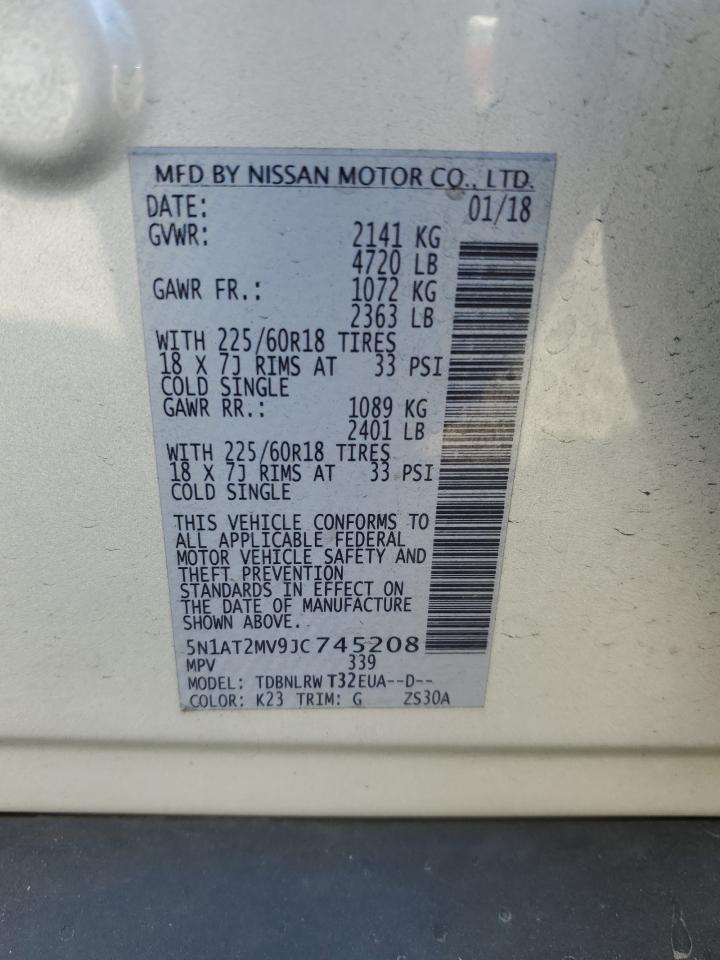 MFD BY NISSAN MOTOR CO., LTD.
DATE: 01/18
GVWR: 2141 KG
4720 LB
GAWR FR.: 1072 KG
2363 LB
WITH 225/60R18 TIRES
18 X 7J RIMS AT 33 PSI
COLD SINGLE
GAWR RR.: 1089 KG
2401 LB
WITH 225/60R18 TIRES
18 X 7J RIMS AT 33 PSI
COLD SINGLE
THIS VEHICLE CONFORMS TO
ALL APPLICABLE FEDERAL
MOTOR VEHICLE SAFETY AND
THEFT PREVENTION
STANDARDS IN EFFECT ON
THE DATE OF MANUFACTURE
SHOWN ABOVE.
5N1AT2MV9JC745208
MPV 339
MODEL: TDBNLRW T32EUA--D--
COLOR: K23 TRIM: G ZS30A